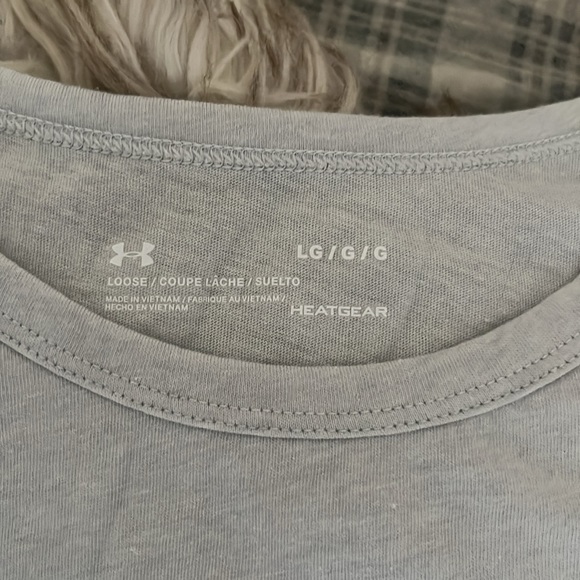 LG / G / G
LOOSE / COUPE LÂCHE / SUELTO
MADE IN VIETNAM / FABRIQUÉ AU VIETNAM /
HECHO EN VIETNAM
HEATGEAR